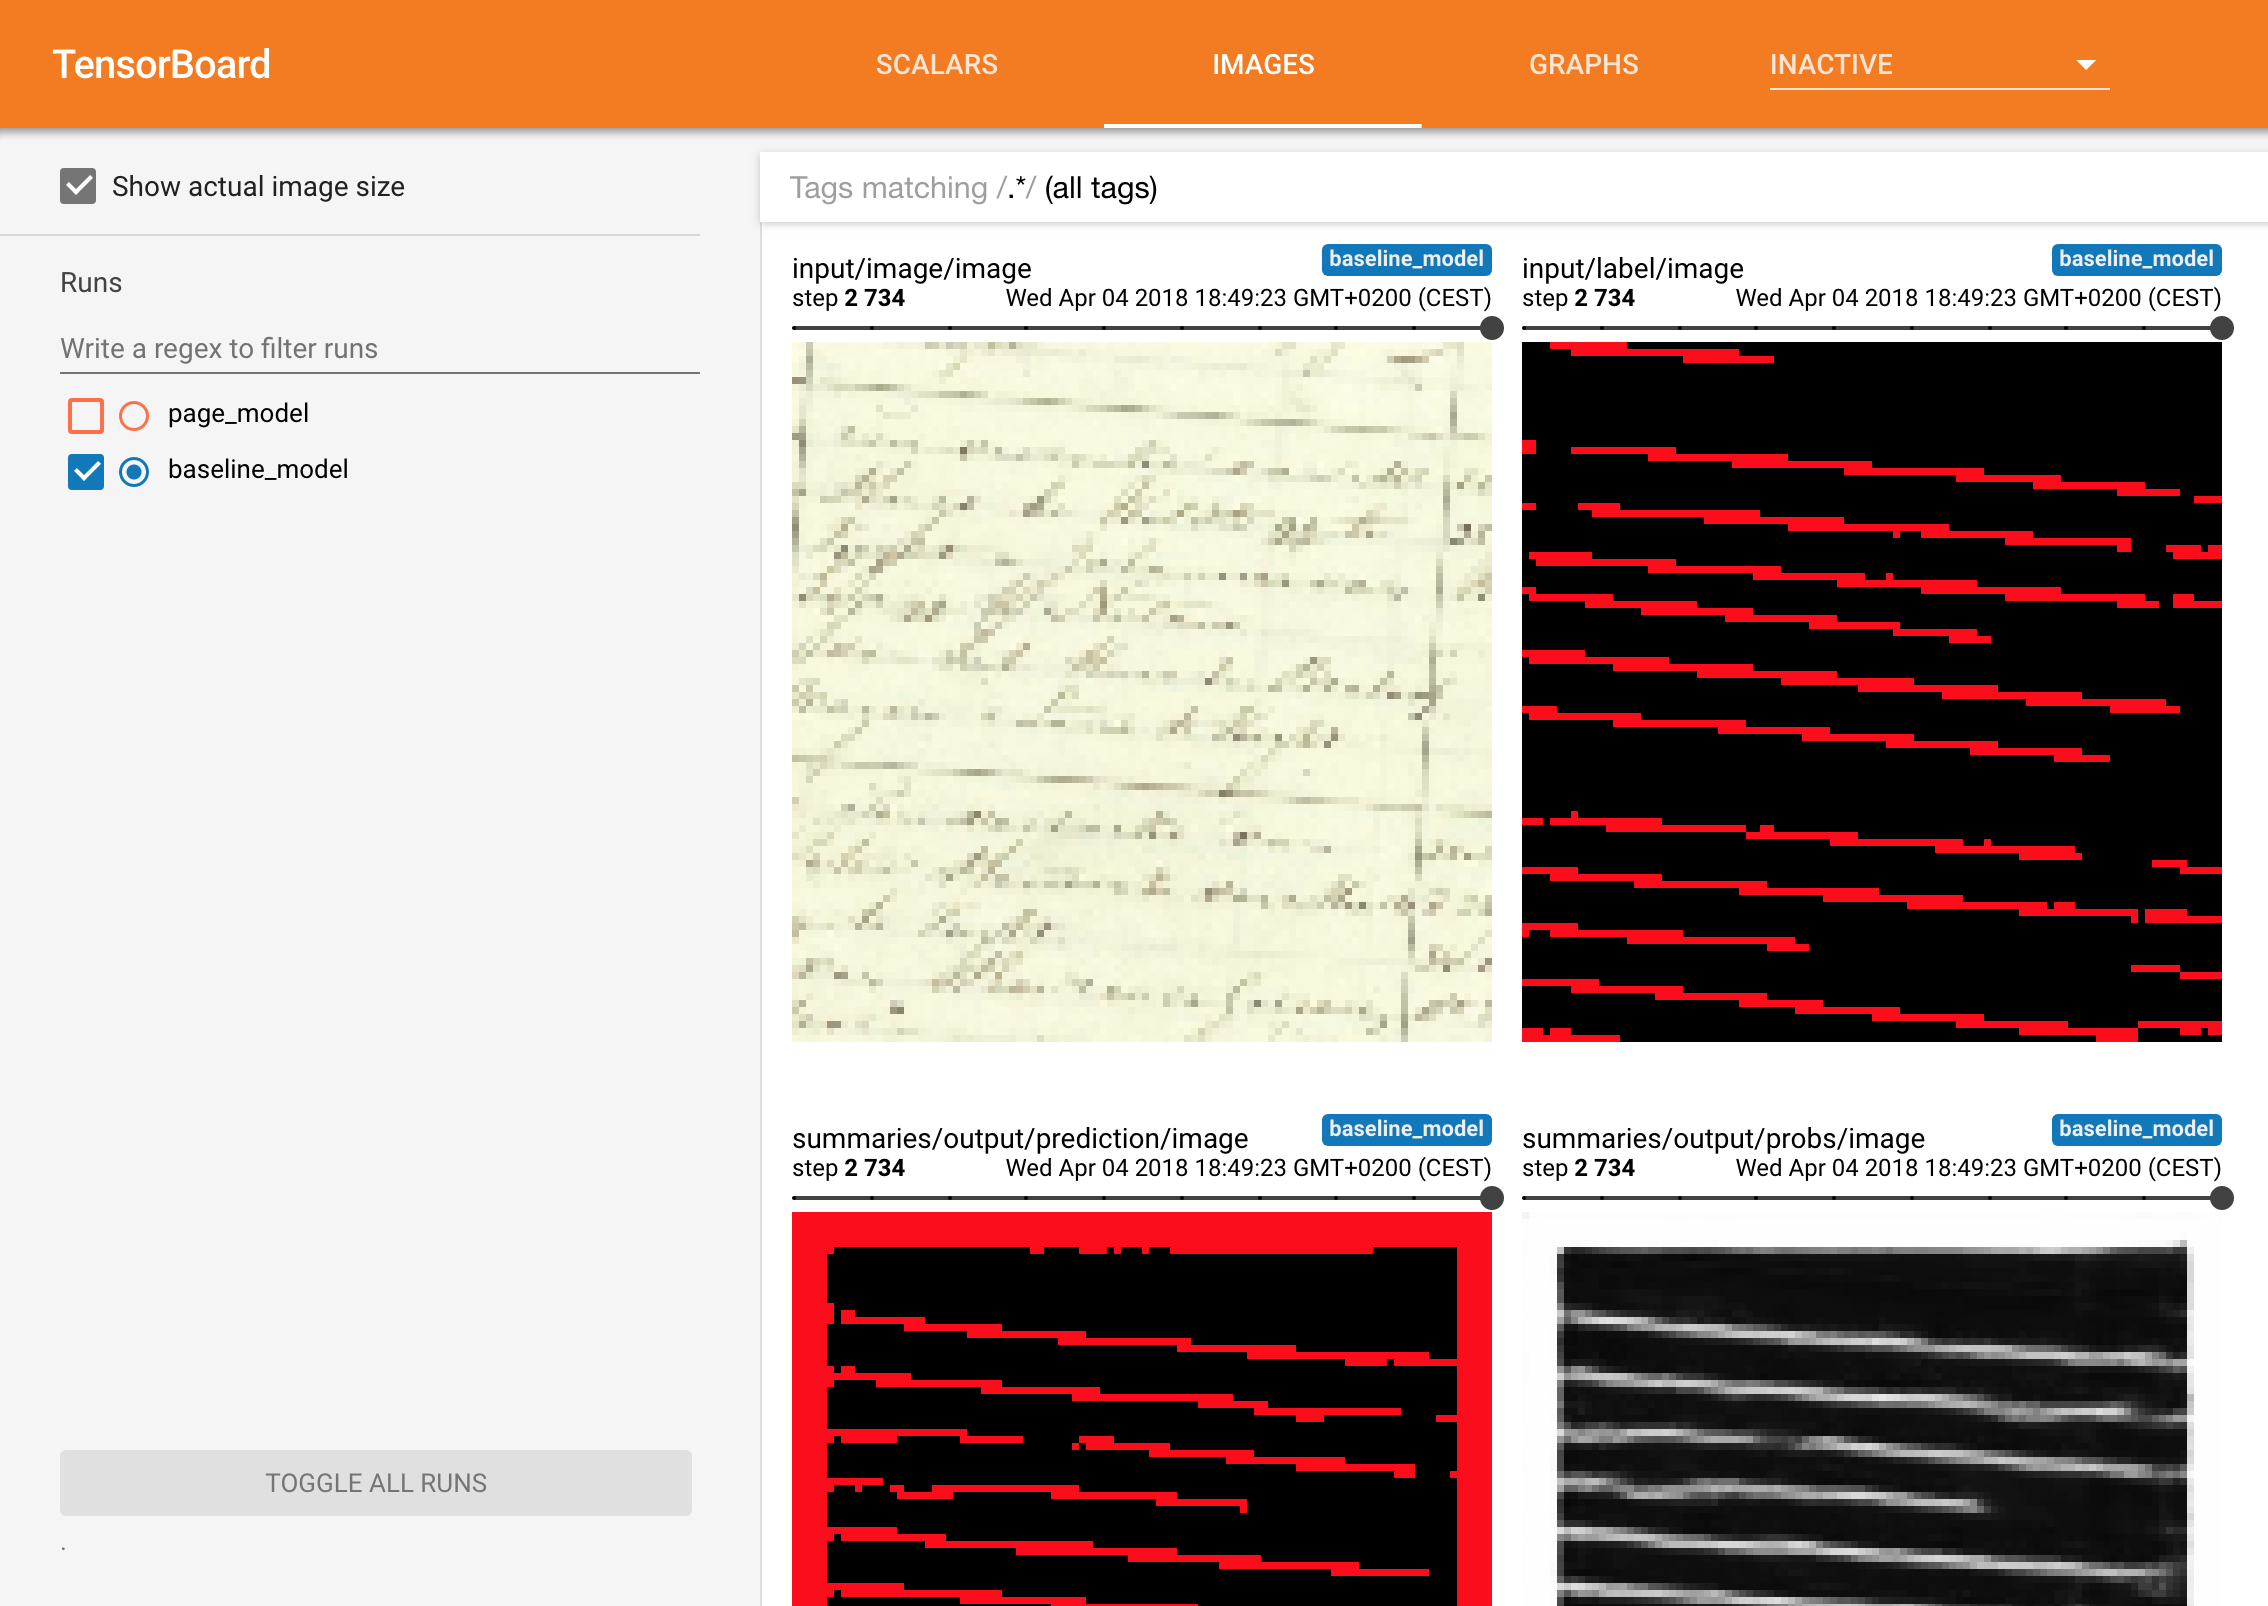 TensorBoard
SCALARS
IMAGES
GRAPHS
INACTIVE
Show actual image size
Runs
Write a regex to filter runs
page_model
baseline_model
TOGGLE ALL RUNS
.
Tags matching /.*/ (all tags)
input/image/image
baseline_model
step 2 734
Wed Apr 04 2018 18:49:23 GMT+0200 (CEST)
input/label/image
baseline_model
step 2 734
Wed Apr 04 2018 18:49:23 GMT+0200 (CEST)
summaries/output/prediction/image
baseline_model
step 2 734
Wed Apr 04 2018 18:49:23 GMT+0200 (CEST)
summaries/output/probs/image
baseline_model
step 2 734
Wed Apr 04 2018 18:49:23 GMT+0200 (CEST)